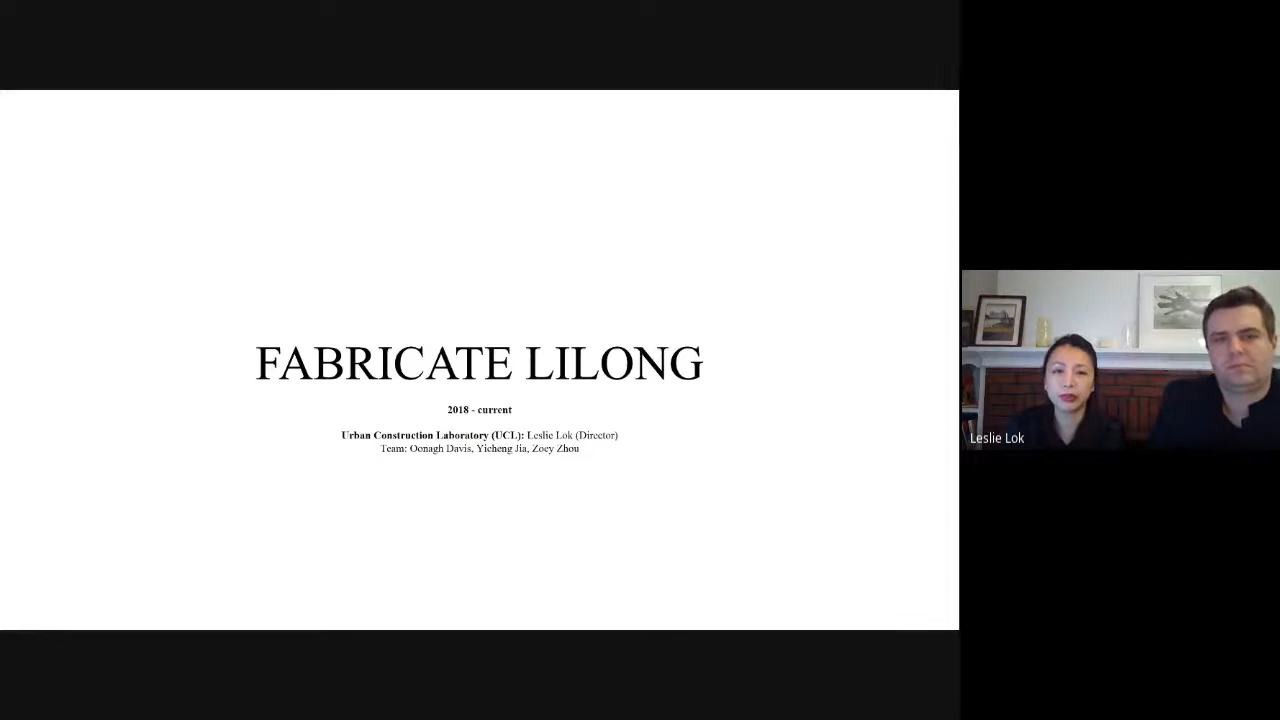 FABRICATE LILONG
2018 - current
Urban Construction Laboratory (UCL): Leslie Lok (Director)
Team: Oonagh Davis, Yicheng Jia, Zoey Zhou
Leslie Lok